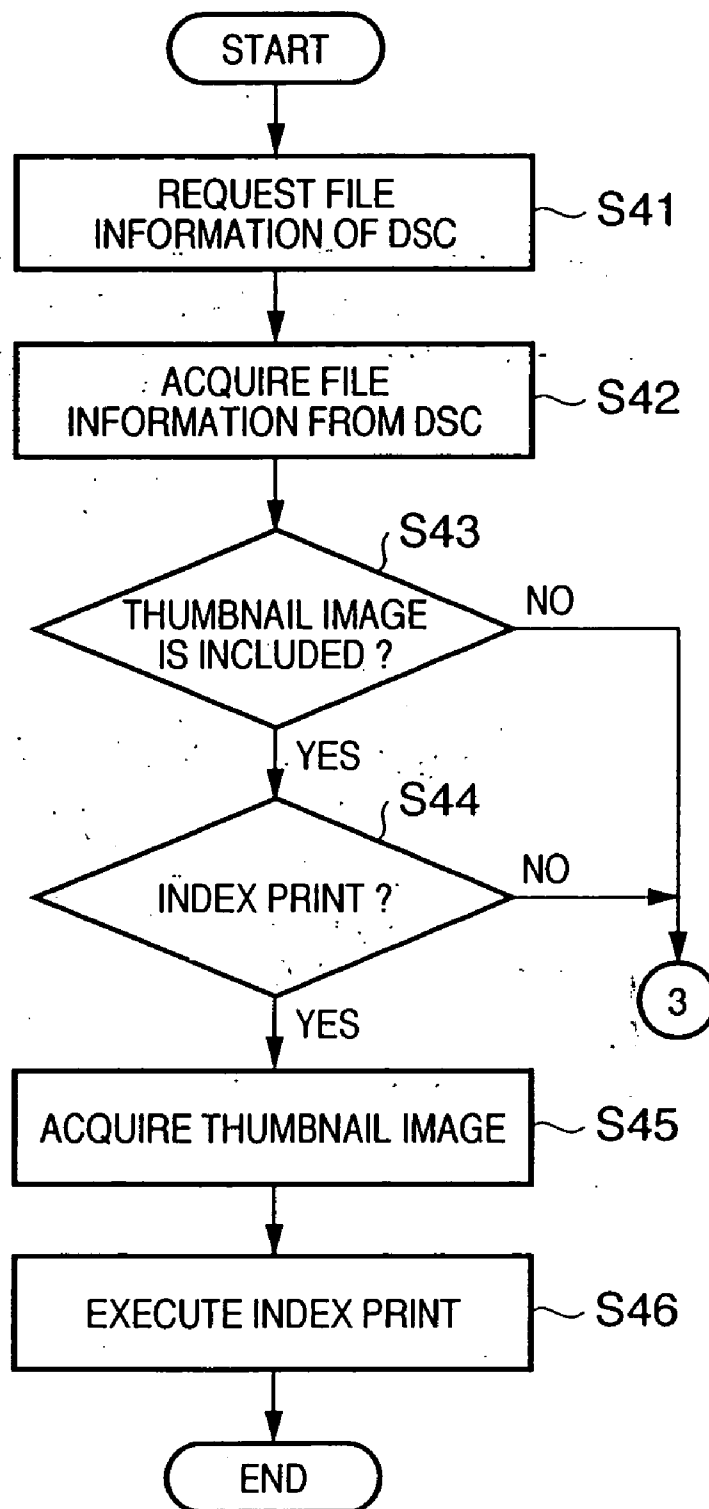 START
REQUEST FILE
INFORMATION OF DSC
S41
ACQUIRE FILE
INFORMATION FROM DSC
S42
S43
THUMBNAIL IMAGE
IS INCLUDED ?
NO
YES
S44
INDEX PRINT ?
NO
3
YES
ACQUIRE THUMBNAIL IMAGE
S45
EXECUTE INDEX PRINT
S46
END